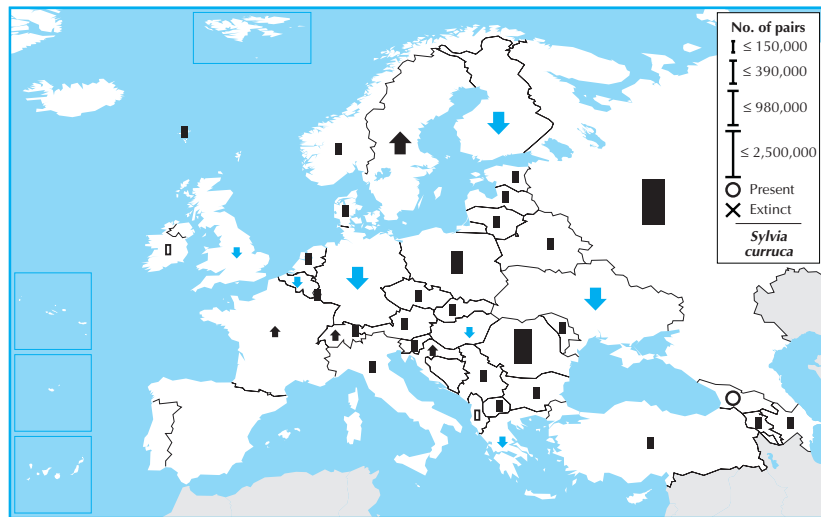 No. of pairs
≤ 150,000
≤ 390,000
≤ 980,000
≤ 2,500,000
Present
Extinct
Sylvia
curruca